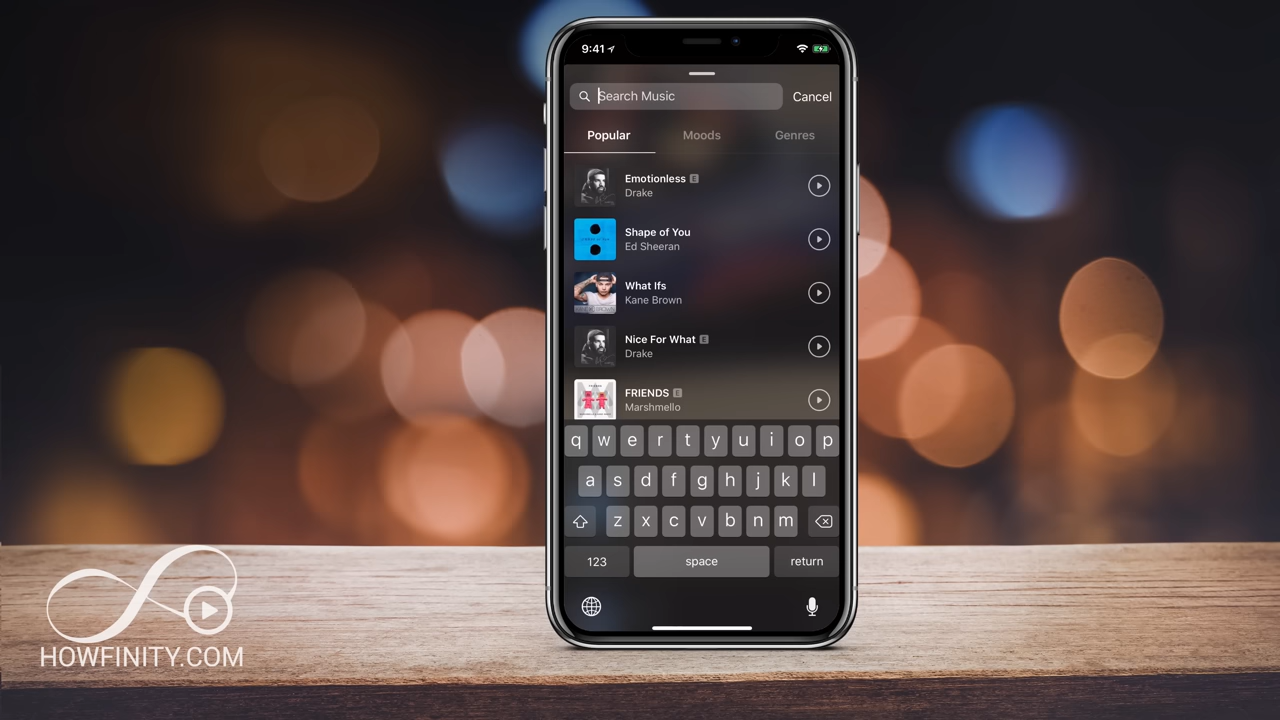 9:41
Search Music
Cancel
Popular
Moods
Genres
Emotionless E
Drake
Shape of You
Ed Sheeran
What Ifs
Kane Brown
Nice For What E
Drake
FRIENDS E
Marshmello
q w e r t y u i o p
a s d f g h j k l
z x c v b n m
123
space
return
HOWFINITY.COM